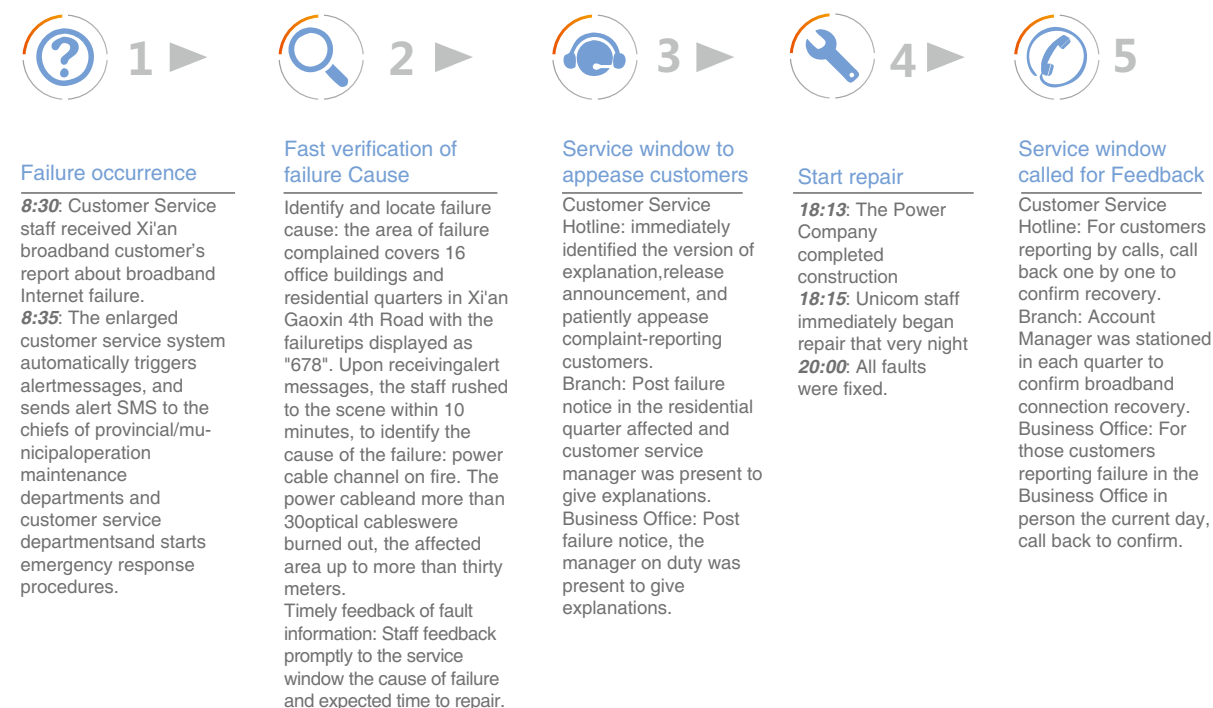 1
2
3
4
5
Failure occurrence
8:30: Customer Service
staff received Xi'an
broadband customer's
report about broadband
Internet failure.
8:35: The enlarged
customer service system
automatically triggers
alertmessages, and
sends alert SMS to the
chiefs of provincial/mu-
nicipaloperation
maintenance
departments and
customer service
departmentsand starts
emergency response
procedures.
Fast verification of
failure Cause
Identify and locate failure
cause: the area of failure
complained covers 16
office buildings and
residential quarters in Xi'an
Gaoxin 4th Road with the
failuretips displayed as
"678". Upon receivingalert
messages, the staff rushed
to the scene within 10
minutes, to identify the
cause of the failure: power
cable channel on fire. The
power cableand more than
30optical cableswere
burned out, the affected
area up to more than thirty
meters.
Timely feedback of fault
information: Staff feedback
promptly to the service
window the cause of failure
and expected time to repair.
Service window to
appease customers
Customer Service
Hotline: immediately
identified the version of
explanation,release
announcement, and
patiently appease
complaint-reporting
customers.
Branch: Post failure
notice in the residential
quarter affected and
customer service
manager was present to
give explanations.
Business Office: Post
failure notice, the
manager on duty was
present to give
explanations.
Start repair
18:13: The Power
Company
completed
construction
18:15: Unicom staff
immediately began
repair that very night
20:00: All faults
were fixed.
Service window
called for Feedback
Customer Service
Hotline: For customers
reporting by calls, call
back one by one to
confirm recovery.
Branch: Account
Manager was stationed
in each quarter to
confirm broadband
connection recovery.
Business Office: For
those customers
reporting failure in the
Business Office in
person the current day,
call back to confirm.